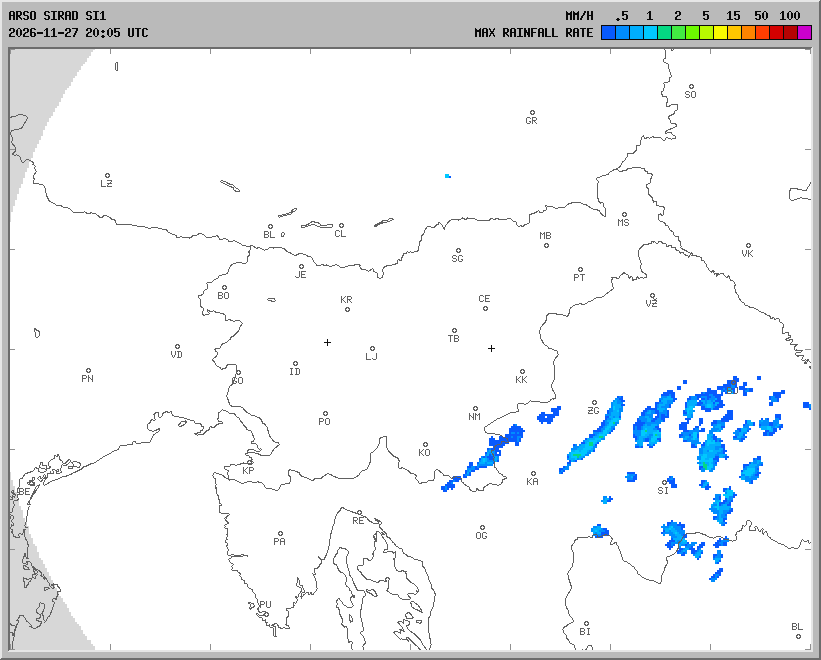 ARSO SIRAD SI1
2026-11-27 20:05 UTC
MM/H .5 1 2 5 15 50 100
MAX RAINFALL RATE
SO
GR
LZ
MS
BL
CL
MB
VK
SG
JE
PT
BO
KR
CE
VZ
TB
VD
LJ
ID
PN
GO
KK
ZG
NM
PO
KO
KP
KA
SI
BE
RE
OG
PA
PU
BI
BL